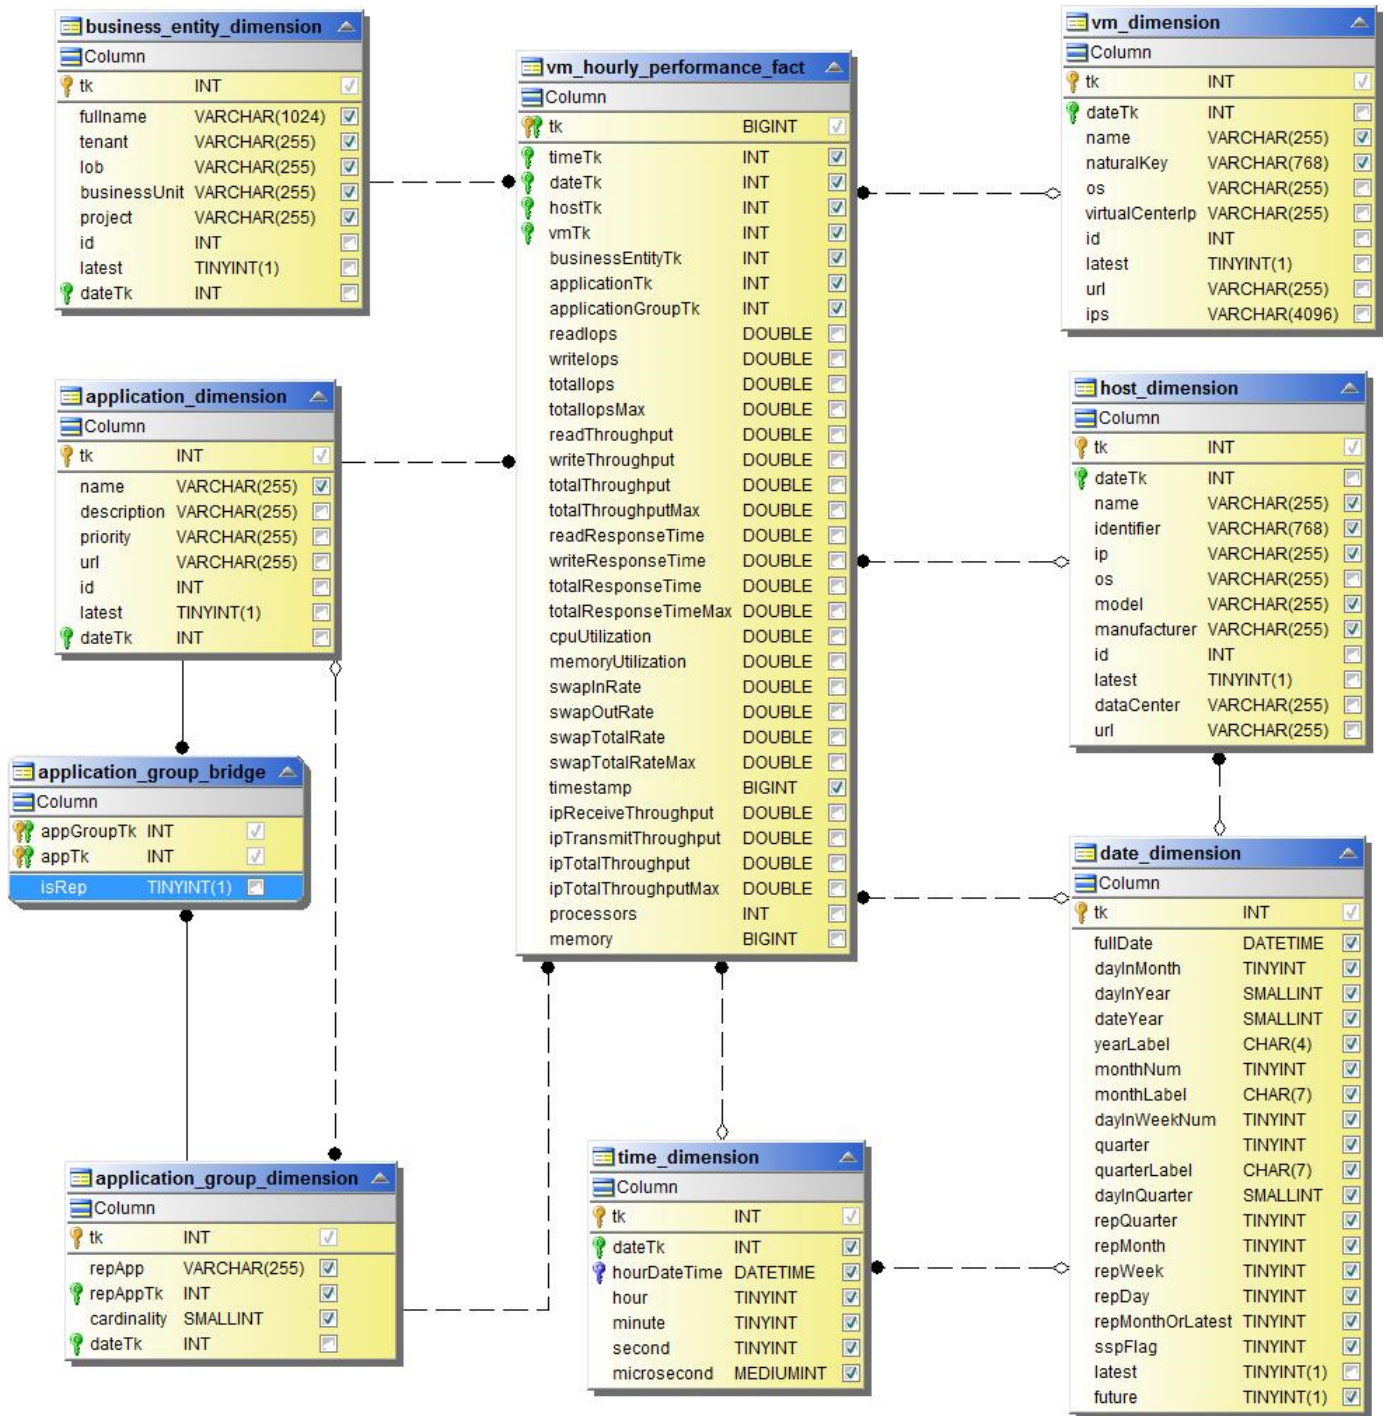 business_entity_dimension
Column
tk INT
fullname VARCHAR(1024)
tenant VARCHAR(255)
lob VARCHAR(255)
businessUnit VARCHAR(255)
project VARCHAR(255)
id INT
latest TINYINT(1)
dateTk INT
vm_hourly_performance_fact
Column
tk BIGINT
timeTk INT
dateTk INT
hostTk INT
vmTk INT
businessEntityTk INT
applicationTk INT
applicationGroupTk INT
readIops DOUBLE
writeIops DOUBLE
totalIops DOUBLE
totalIopsMax DOUBLE
readThroughput DOUBLE
writeThroughput DOUBLE
totalThroughput DOUBLE
totalThroughputMax DOUBLE
readResponseTime DOUBLE
writeResponseTime DOUBLE
totalResponseTime DOUBLE
totalResponseTimeMax DOUBLE
cpuUtilization DOUBLE
memoryUtilization DOUBLE
swapInRate DOUBLE
swapOutRate DOUBLE
swapTotalRate DOUBLE
swapTotalRateMax DOUBLE
timestamp BIGINT
ipReceiveThroughput DOUBLE
ipTransmitThroughput DOUBLE
ipTotalThroughput DOUBLE
ipTotalThroughputMax DOUBLE
processors INT
memory BIGINT
vm_dimension
Column
tk INT
dateTk INT
name VARCHAR(255)
naturalKey VARCHAR(768)
os VARCHAR(255)
virtualCenterIp VARCHAR(255)
id INT
latest TINYINT(1)
url VARCHAR(255)
ips VARCHAR(4096)
application_dimension
Column
tk INT
name VARCHAR(255)
description VARCHAR(255)
priority VARCHAR(255)
url VARCHAR(255)
id INT
latest TINYINT(1)
dateTk INT
host_dimension
Column
tk INT
dateTk INT
name VARCHAR(255)
identifier VARCHAR(768)
ip VARCHAR(255)
os VARCHAR(255)
model VARCHAR(255)
manufacturer VARCHAR(255)
id INT
latest TINYINT(1)
dataCenter VARCHAR(255)
url VARCHAR(255)
application_group_bridge
Column
appGroupTk INT
appTk INT
isRep TINYINT(1)
date_dimension
Column
tk INT
fullDate DATETIME
dayInMonth TINYINT
dayInYear SMALLINT
dateYear SMALLINT
yearLabel CHAR(4)
monthNum TINYINT
monthLabel CHAR(7)
dayInWeekNum TINYINT
quarter TINYINT
quarterLabel CHAR(7)
dayInQuarter SMALLINT
repQuarter TINYINT
repMonth TINYINT
repWeek TINYINT
repDay TINYINT
repMonthOrLatest TINYINT
sspFlag TINYINT
latest TINYINT(1)
future TINYINT(1)
application_group_dimension
Column
tk INT
repApp VARCHAR(255)
repAppTk INT
cardinality SMALLINT
dateTk INT
time_dimension
Column
tk INT
dateTk INT
hourDateTime DATETIME
hour TINYINT
minute TINYINT
second TINYINT
microsecond MEDIUMINT